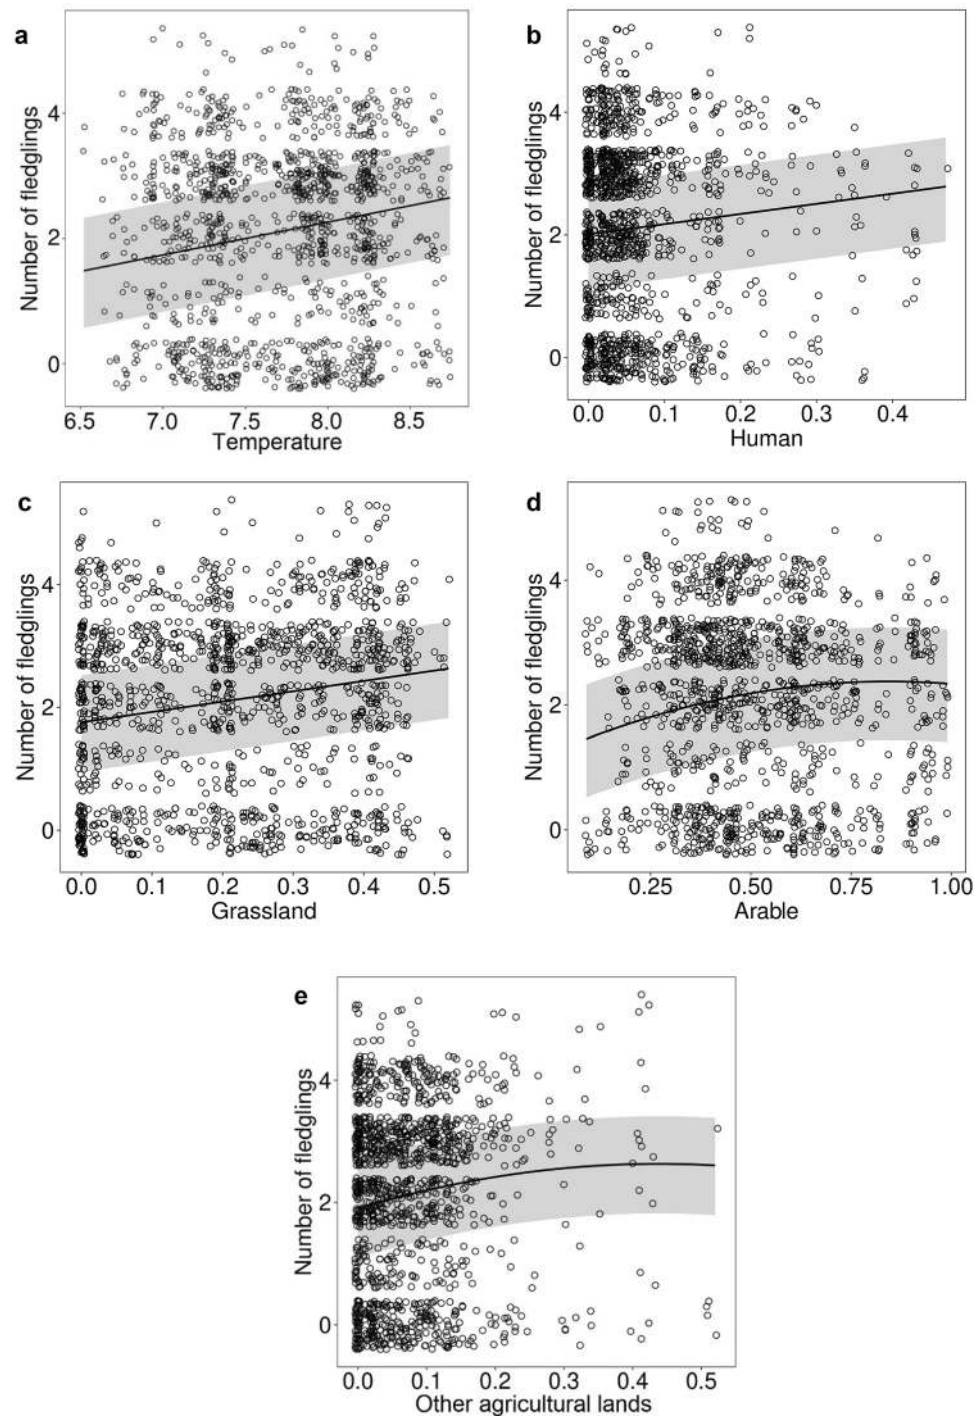 a
Number of fledglings
4
2
0
6.5 7.0 7.5 8.0 8.5
Temperature
b
Number of fledglings
4
2
0
0.0 0.1 0.2 0.3 0.4
Human
c
Number of fledglings
4
2
0
0.0 0.1 0.2 0.3 0.4 0.5
Grassland
d
Number of fledglings
4
2
0
0.25 0.50 0.75 1.00
Arable
e
Number of fledglings
4
2
0
0.0 0.1 0.2 0.3 0.4 0.5
Other agricultural lands